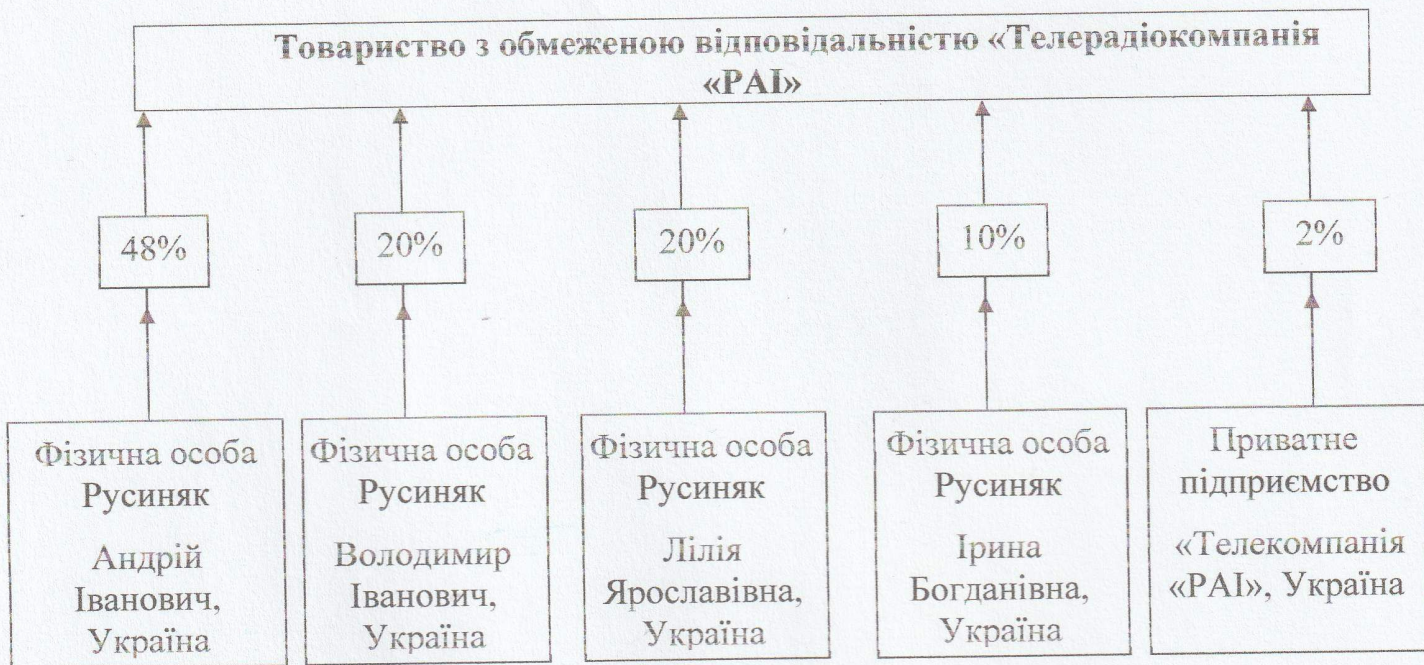 Товариство з обмеженою відповідальністю «Телерадіокомпанія
«РАІ»
48%
20%
20%
10%
2%
Фізична особа
Русиняк
Андрій
Іванович,
Україна
Фізична особа
Русиняк
Володимир
Іванович,
Україна
Фізична особа
Русиняк
Лілія
Ярославівна,
Україна
Фізична особа
Русиняк
Ірина
Богданівна,
Україна
Приватне
підприємство
«Телекомпанія
«РАІ», Україна